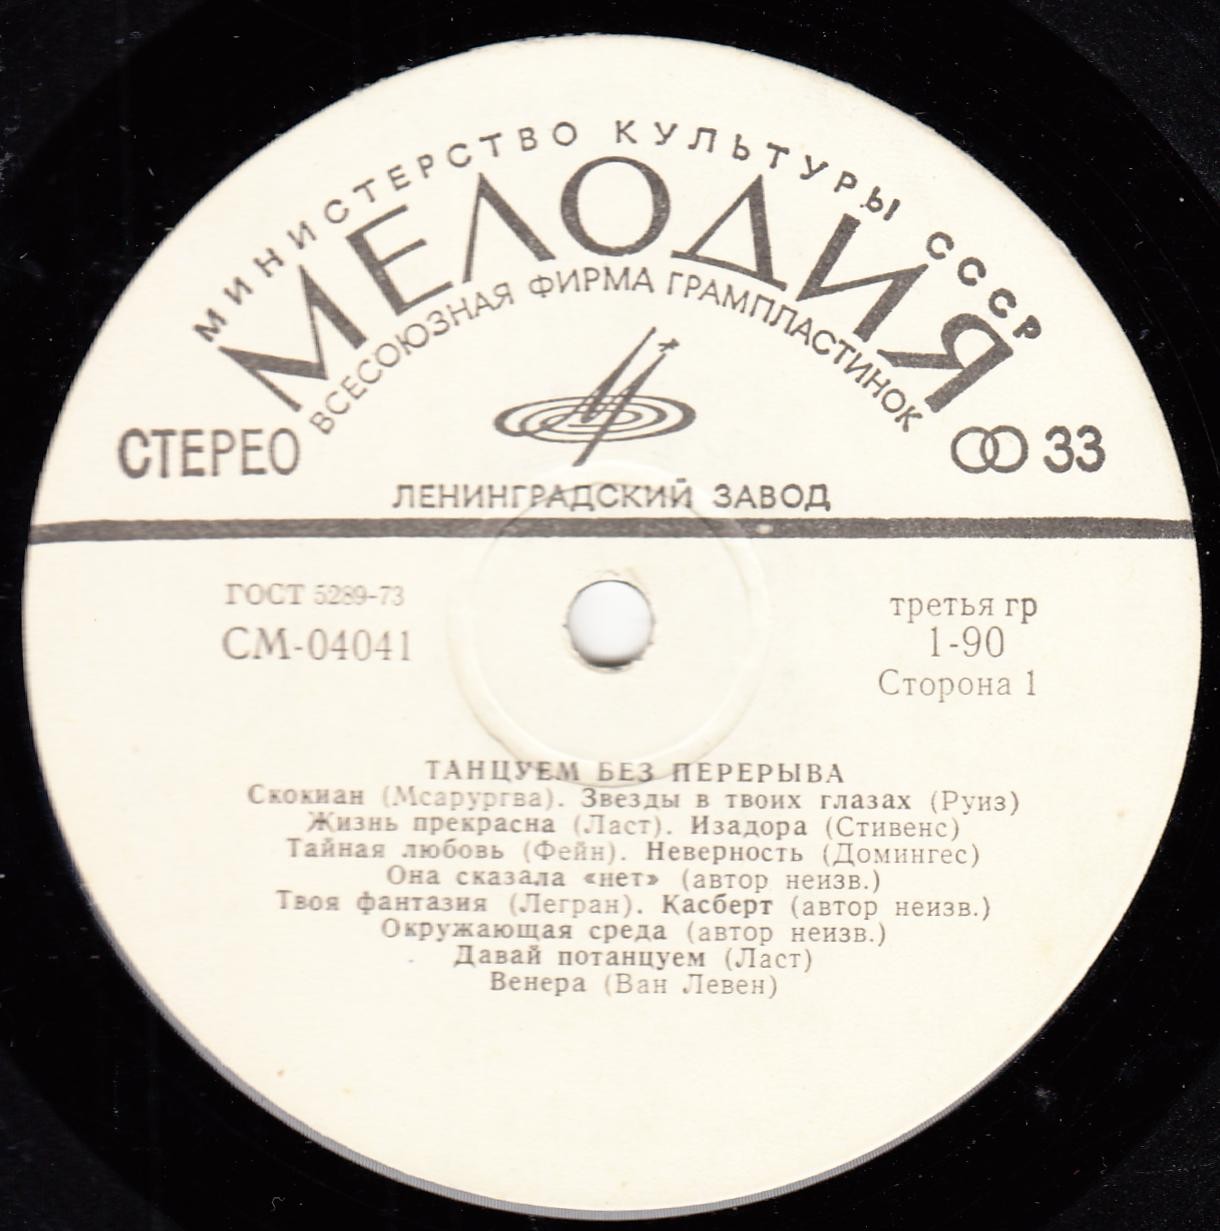 МИНИСТЕРСТВО КУЛЬТУРЫ СССР
МЕЛОДИЯ
ВСЕСОЮЗНАЯ ФИРМА ГРАМПЛАСТИНОК
СТЕРЕО
33
ЛЕНИНГРАДСКИЙ ЗАВОД
ГОСТ 5289-73
СМ-04041
третья гр
1-90
Сторона 1
ТАНЦУЕМ БЕЗ ПЕРЕРЫВА
Скокиан (Мсарургва). Звезды в твоих глазах (Руиз)
Жизнь прекрасна (Ласт). Изадора (Стивенс)
Тайная любовь (Фейн). Неверность (Домингес)
Она сказала «нет» (автор неизв.)
Твоя фантазия (Легран). Касберт (автор неизв.)
Окружающая среда (автор неизв.)
Давай потанцуем (Ласт)
Венера (Ван Левен)